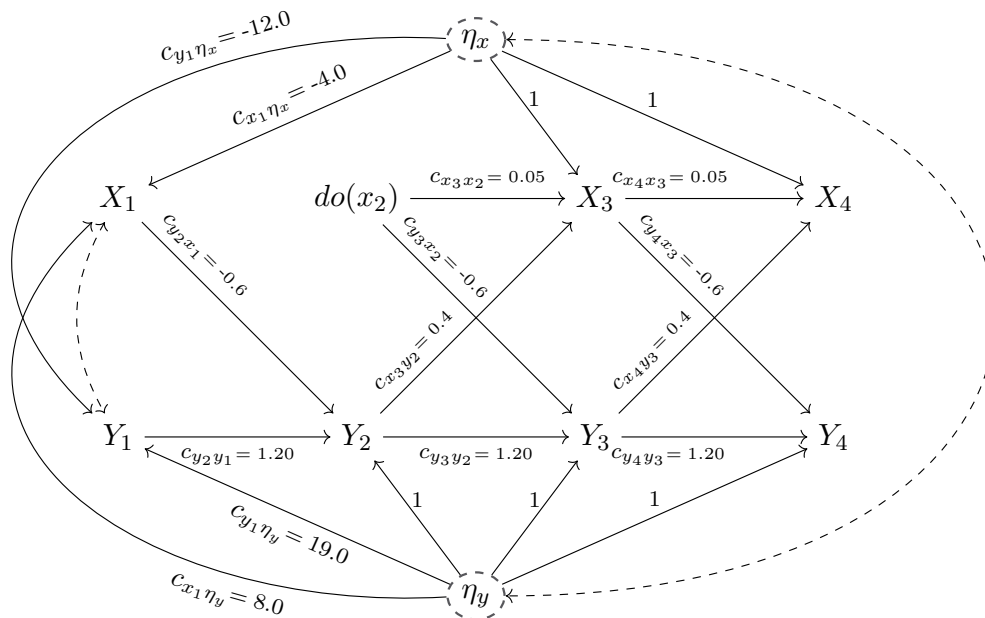 c_{y_1η_x} = -12.0
η_x
c_{x_1η_x} = -4.0
1
1
X_1
do(x_2)
c_{x_3x_2} = 0.05
X_3
c_{x_4x_3} = 0.05
X_4
c_{y_2x_1} = -0.6
c_{y_3x_2} = -0.6
c_{y_4x_3} = -0.6
c_{x_3y_2} = 0.4
c_{x_4y_3} = 0.4
Y_1
c_{y_2y_1} = 1.20
Y_2
c_{y_3y_2} = 1.20
Y_3
c_{y_4y_3} = 1.20
Y_4
c_{y_1η_y} = 19.0
1
1
1
c_{x_1η_y} = 8.0
η_y